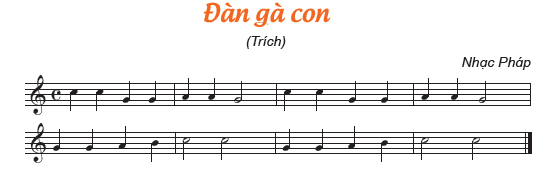 Đàn gà con
(Trích)
Nhạc Pháp